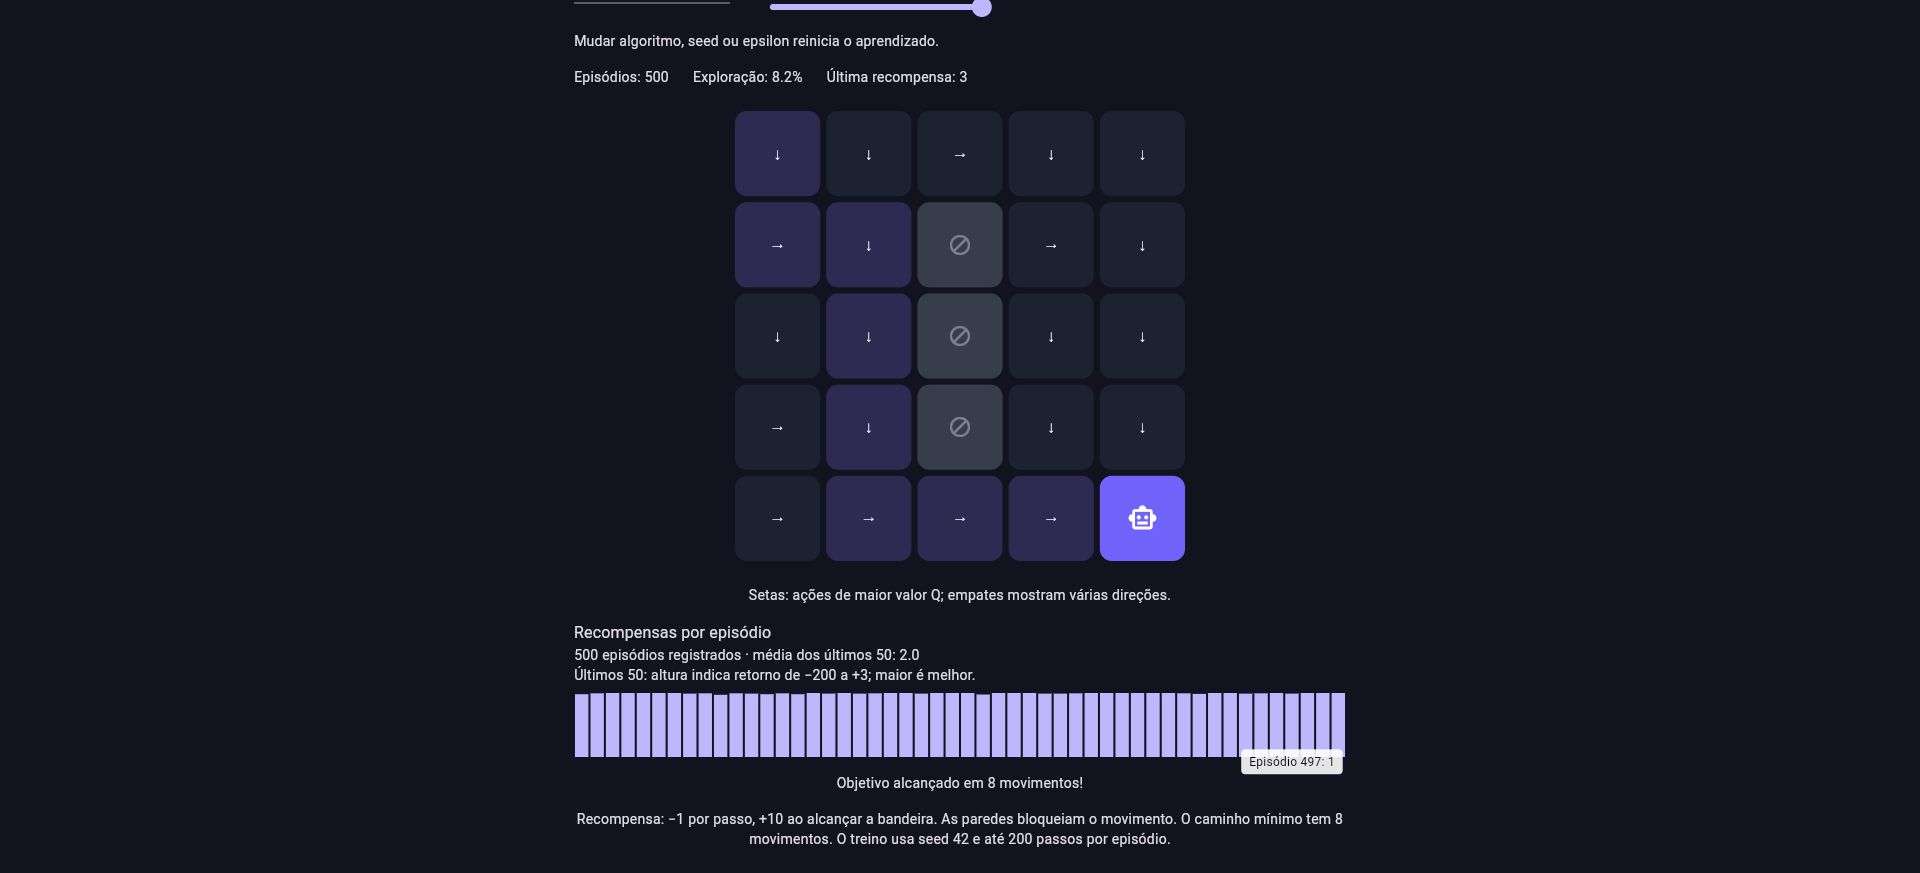 Mudar algoritmo, seed ou epsilon reinicia o aprendizado.
Episódios: 500 Exploração: 8.2% Última recompensa: 3
↓ ↓ → ↓ ↓
→ ↓ → ↓
↓ ↓ ↓ ↓
→ ↓ ↓ ↓
→ → → →
Setas: ações de maior valor Q; empates mostram várias direções.
Recompensas por episódio
500 episódios registrados · média dos últimos 50: 2.0
Últimos 50: altura indica retorno de −200 a +3; maior é melhor.
Episódio 497: 1
Objetivo alcançado em 8 movimentos!
Recompensa: −1 por passo, +10 ao alcançar a bandeira. As paredes bloqueiam o movimento. O caminho mínimo tem 8
movimentos. O treino usa seed 42 e até 200 passos por episódio.